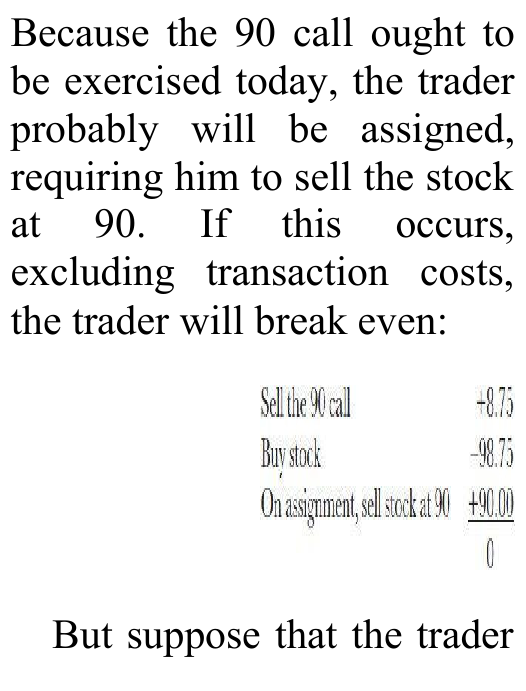 Because the 90 call ought to
be exercised today, the trader
probably will be assigned,
requiring him to sell the stock
at 90. If this occurs,
excluding transaction costs,
the trader will break even:
Sell the 90 call +8.75
Buy stock –98.75
On assignment, sell stock at 90 +90.00
0
But suppose that the trader